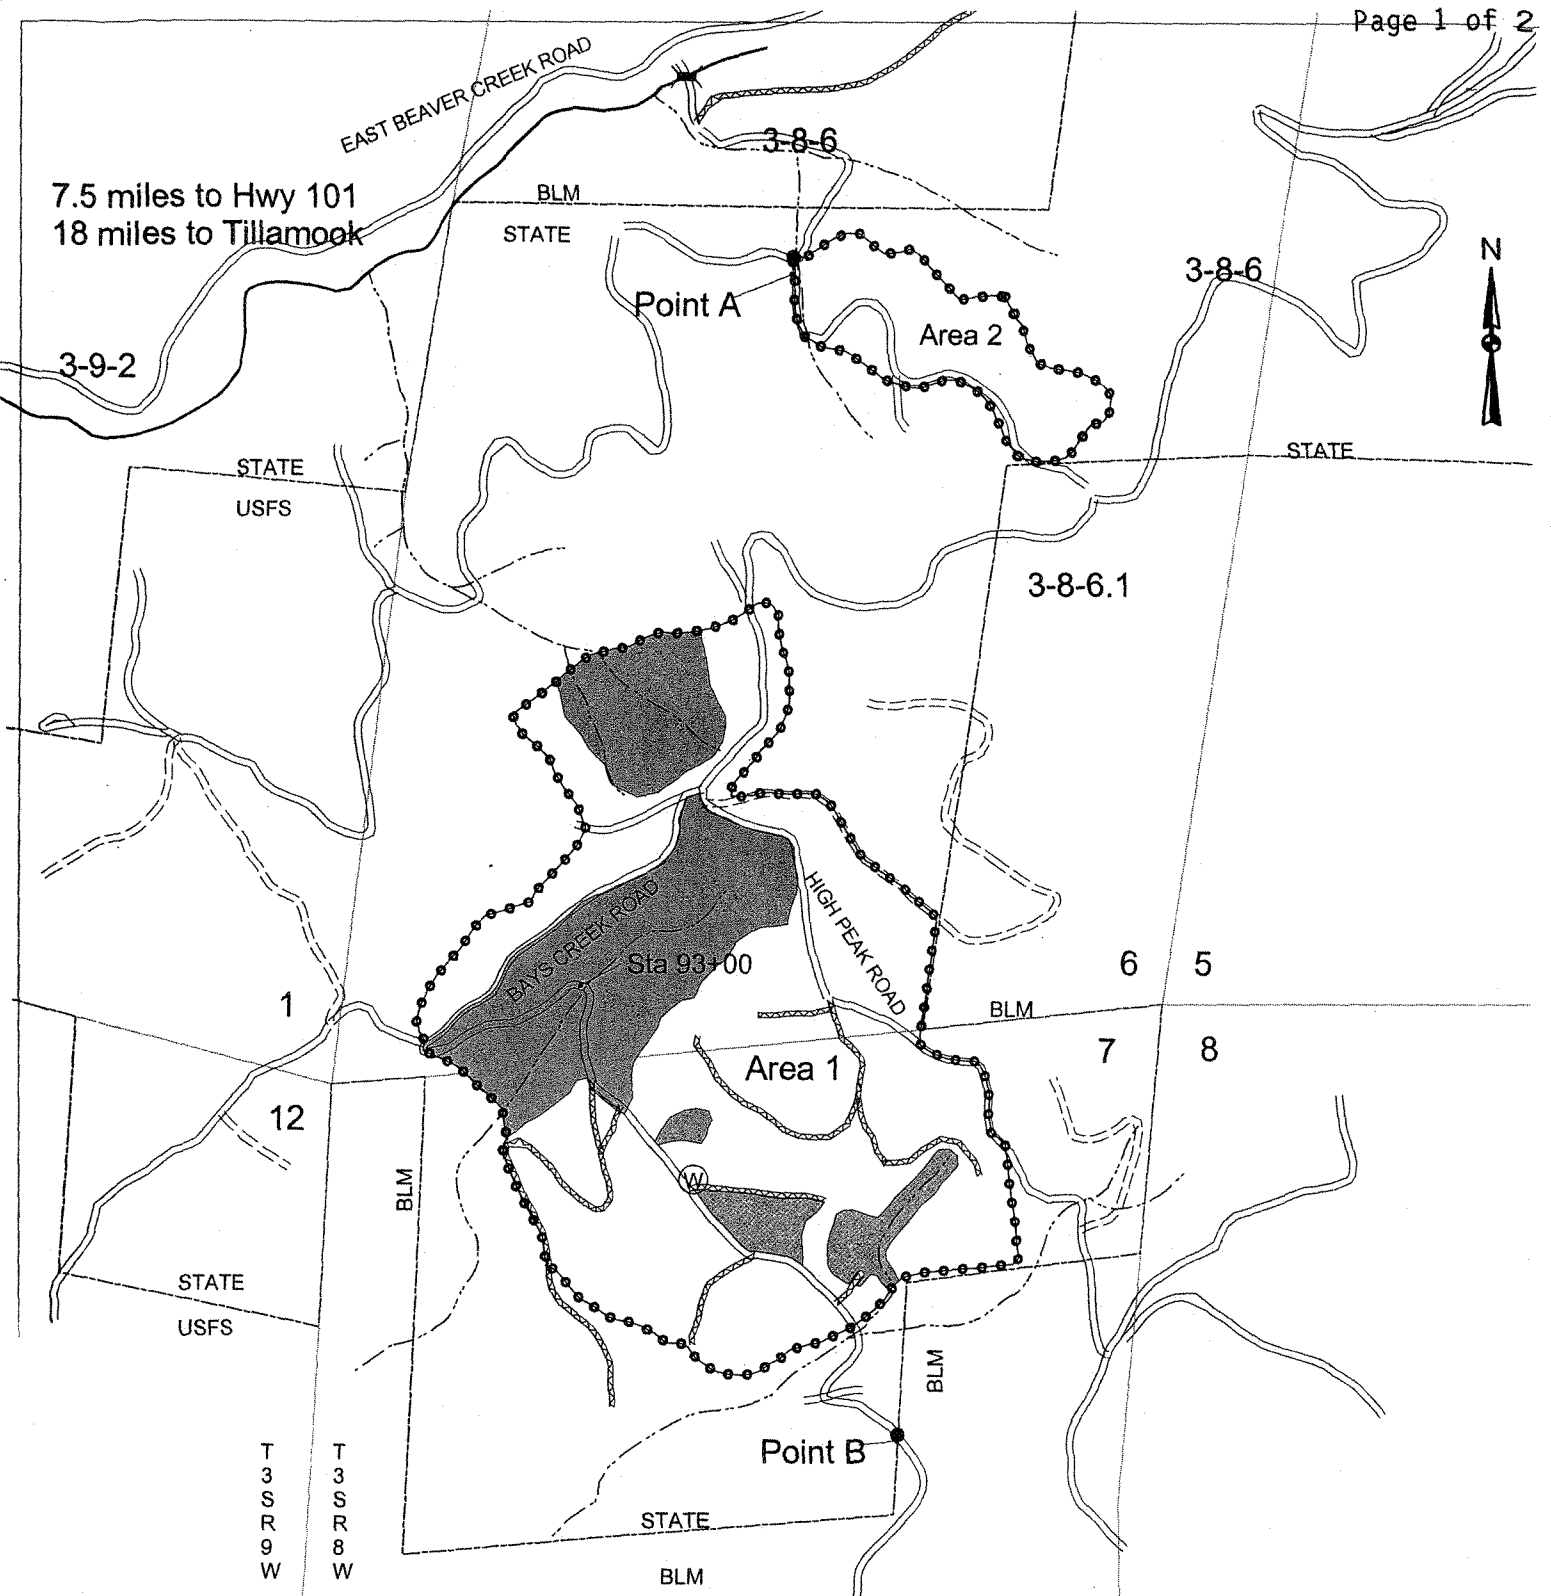 Page 1 of 2
EAST BEAVER CREEK ROAD
3-8-6
7.5 miles to Hwy 101
18 miles to Tillamook
BLM
STATE
N
3-8-6
Point A
Area 2
3-9-2
STATE
STATE
USFS
3-8-6.1
HIGH PEAK ROAD
BAYS CREEK ROAD
Sta 93+00
6
5
1
BLM
7
8
Area 1
12
BLM
W
STATE
USFS
BLM
Point B
T
3
S
R
9
W
T
3
S
R
8
W
STATE
BLM